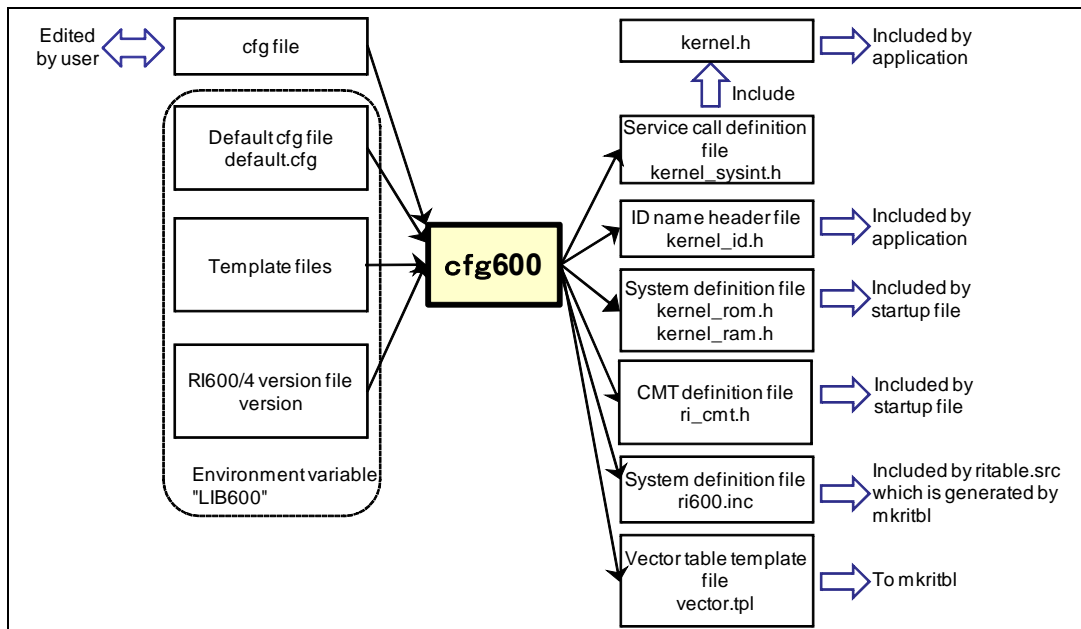 Edited
by user
cfg file
Default cfg file
default.cfg
Template files
RI600/4 version file
version
Environment variable
"LIB600"
cfg600
kernel.h
Included by
application
Include
Service call definition
file
kernel_sysint.h
ID name header file
kernel_id.h
Included by
application
System definition file
kernel_rom.h
kernel_ram.h
Included by
startup file
CMT definition file
ri_cmt.h
Included by
startup file
System definition file
ri600.inc
Included by ritable.src
which is generated by
mkritbl
Vector table template
file
vector.tpl
To mkritbl